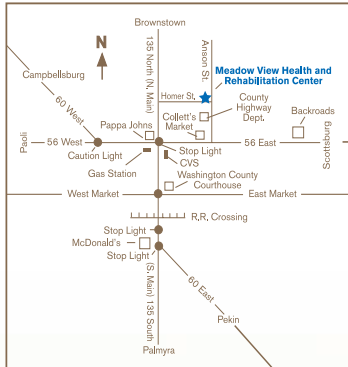 Brownstown
N
135 North (N. Main)
Anson St.
Meadow View Health and
Rehabilitation Center
Campbellsburg
60 West
Homer St.
County
Highway
Dept.
Collett's
Market
Pappa Johns
Backroads
Paoli
56 West
56 East
Scottsburg
Caution Light
Stop Light
Gas Station
CVS
Washington County
Courthouse
West Market
East Market
R.R. Crossing
Stop Light
McDonald's
Stop Light
(S. Main) 135 South
60 East
Pekin
Palmyra